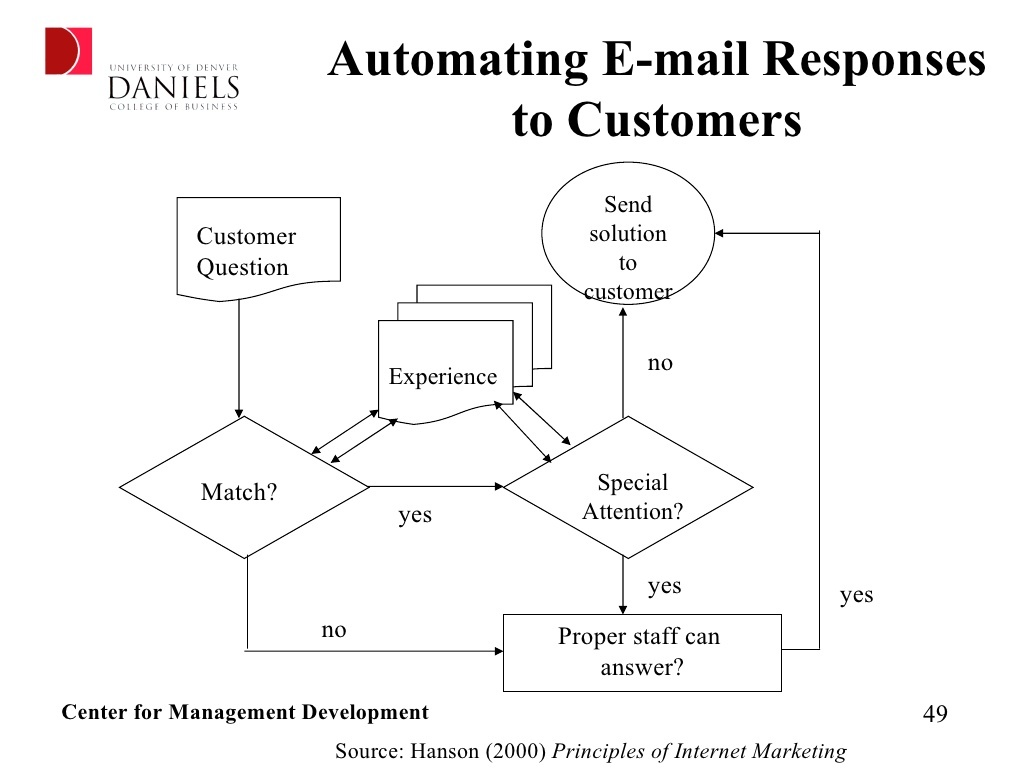 UNIVERSITY OF DENVER
DANIELS
COLLEGE OF BUSINESS
Automating E-mail Responses
to Customers
Customer
Question
Send
solution
to
customer
Experience
no
Match?
yes
Special
Attention?
yes
yes
no
Proper staff can
answer?
Center for Management Development
49
Source: Hanson (2000) Principles of Internet Marketing